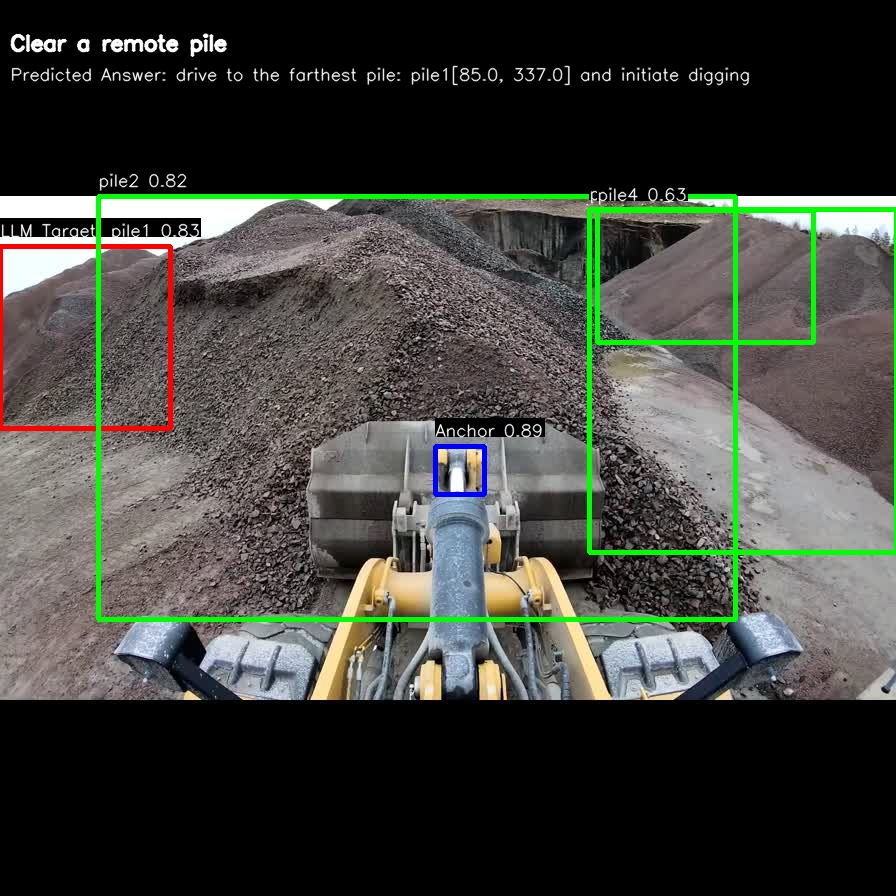 Clear a remote pile
Predicted Answer: drive to the farthest pile: pile1[85.0, 337.0] and initiate digging
pile2 0.82
pile4 0.63
LLM Target: pile1 0.83
Anchor 0.89